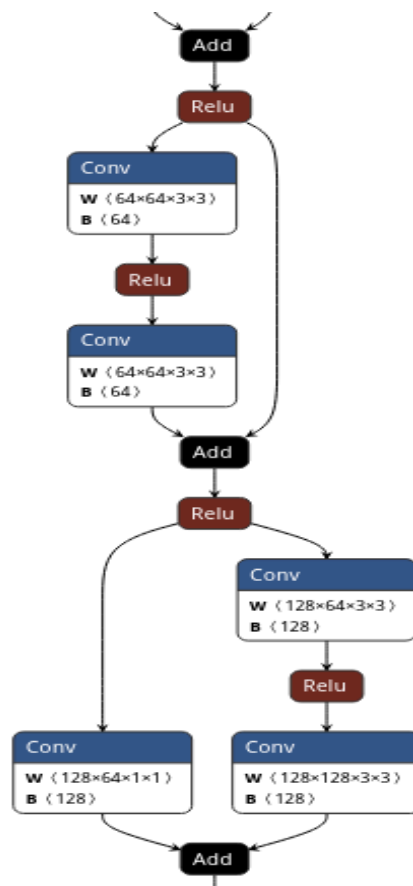 Add
Relu
Conv
W ⟨64×64×3×3⟩
B ⟨64⟩
Relu
Conv
W ⟨64×64×3×3⟩
B ⟨64⟩
Add
Relu
Conv
W ⟨128×64×3×3⟩
B ⟨128⟩
Relu
Conv
W ⟨128×64×1×1⟩
B ⟨128⟩
Conv
W ⟨128×128×3×3⟩
B ⟨128⟩
Add